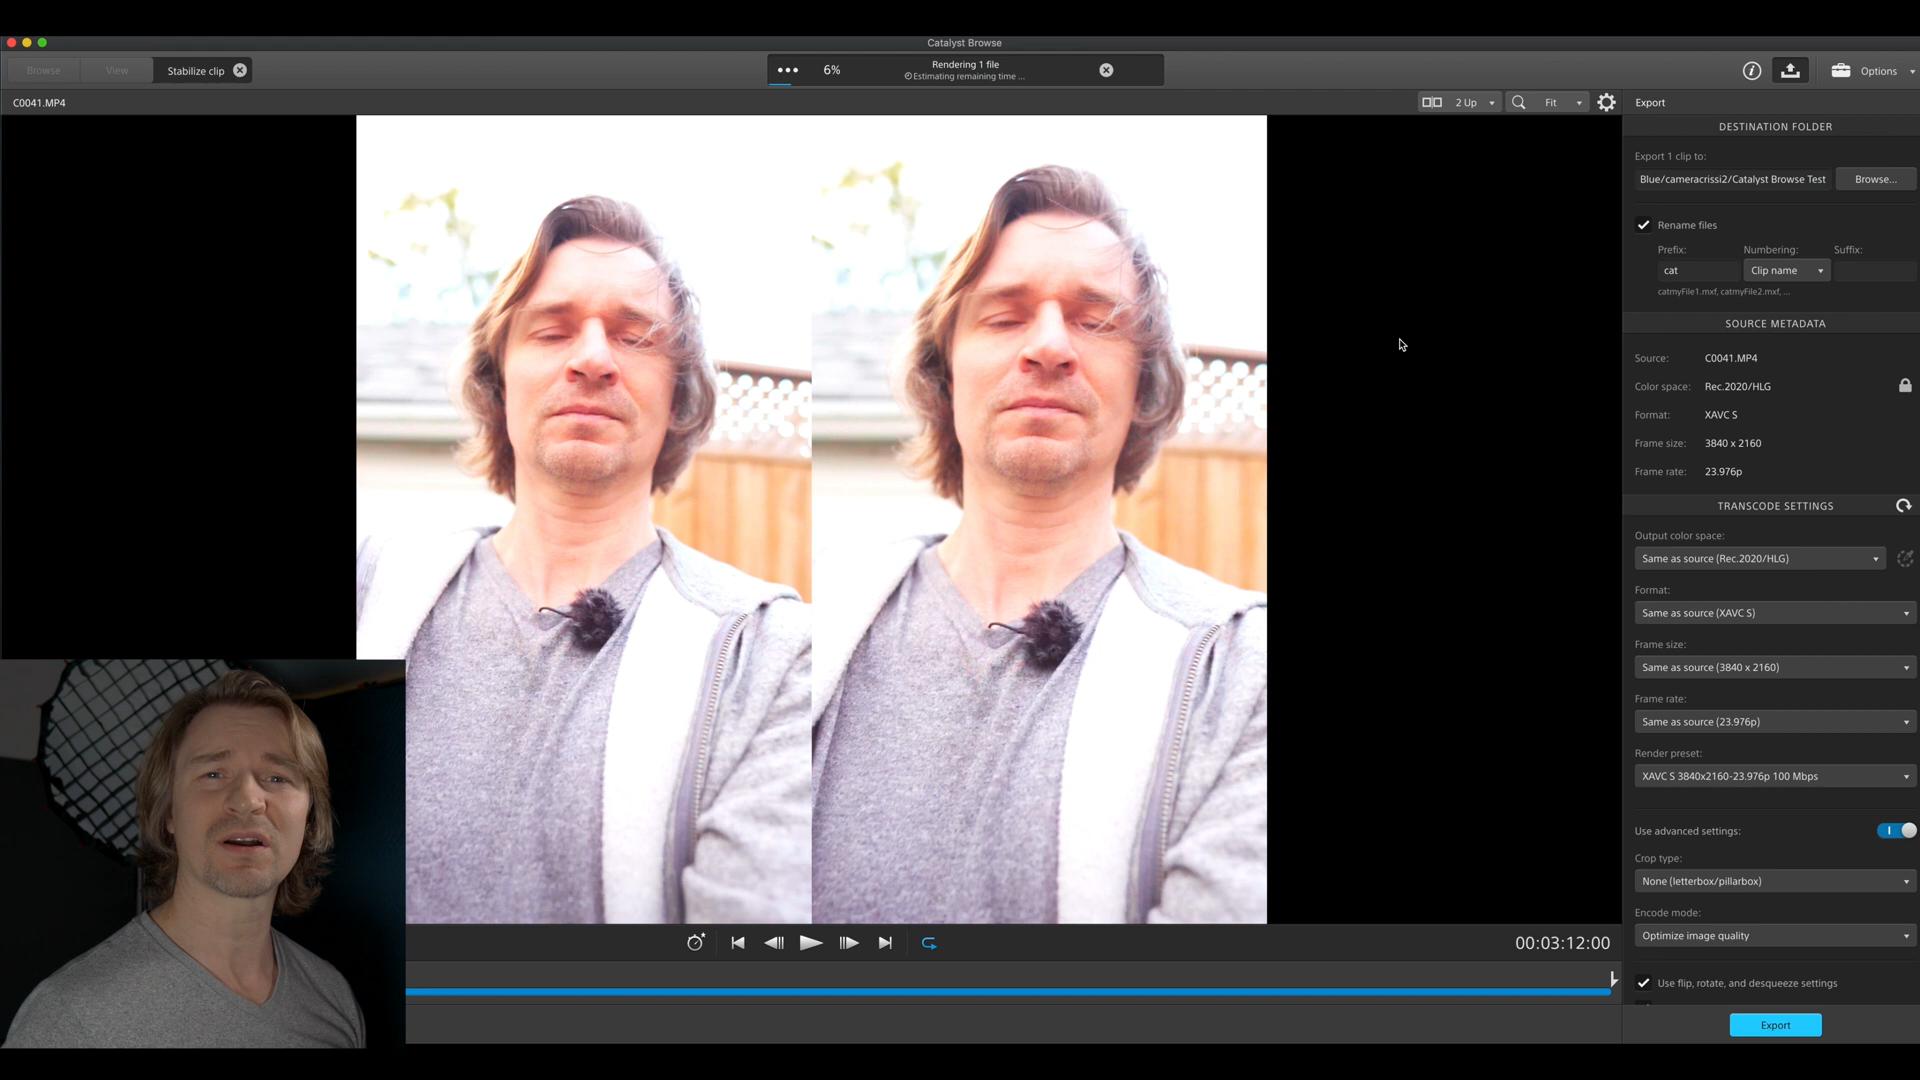 Catalyst Browse
Browse
View
Stabilize clip
6%
Rendering 1 file
Estimating remaining time ...
Options
C0041.MP4
2 Up
Fit
Export
DESTINATION FOLDER
Export 1 clip to:
Blue/cameracrissi2/Catalyst Browse Test
Browse...
Rename files
Prefix:
Numbering:
Suffix:
cat
Clip name
catmyFile1.mxf, catmyFile2.mxf, ...
SOURCE METADATA
Source: C0041.MP4
Color space: Rec.2020/HLG
Format: XAVC S
Frame size: 3840 x 2160
Frame rate: 23.976p
TRANSCODE SETTINGS
Output color space:
Same as source (Rec.2020/HLG)
Format:
Same as source (XAVC S)
Frame size:
Same as source (3840 x 2160)
Frame rate:
Same as source (23.976p)
Render preset:
XAVC S 3840x2160-23.976p 100 Mbps
Use advanced settings:
Crop type:
None (letterbox/pillarbox)
Encode mode:
Optimize image quality
00:03:12:00
Use flip, rotate, and desqueeze settings
Export